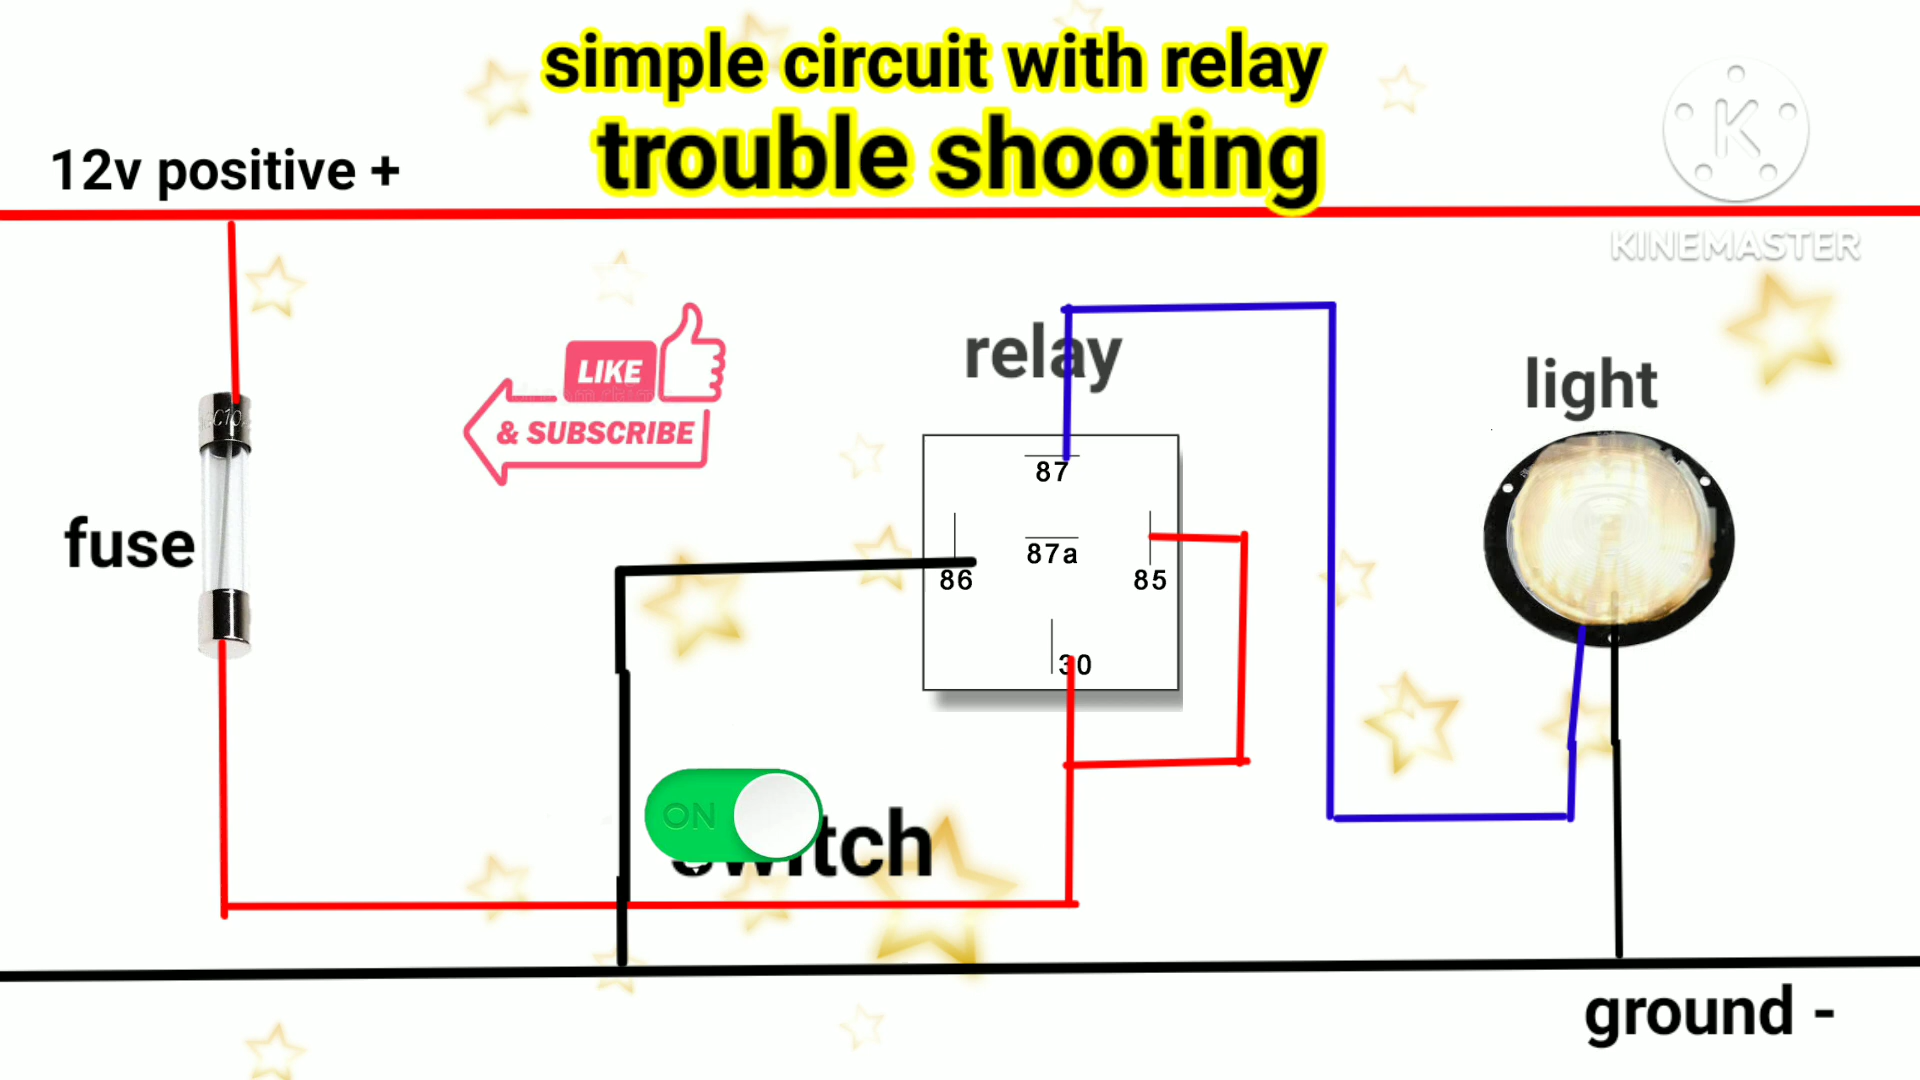 simple circuit with relay
trouble shooting
12v positive +
KINEMASTER
relay
light
LIKE
& SUBSCRIBE
87
87a
86
85
30
fuse
ON
switch
ground -